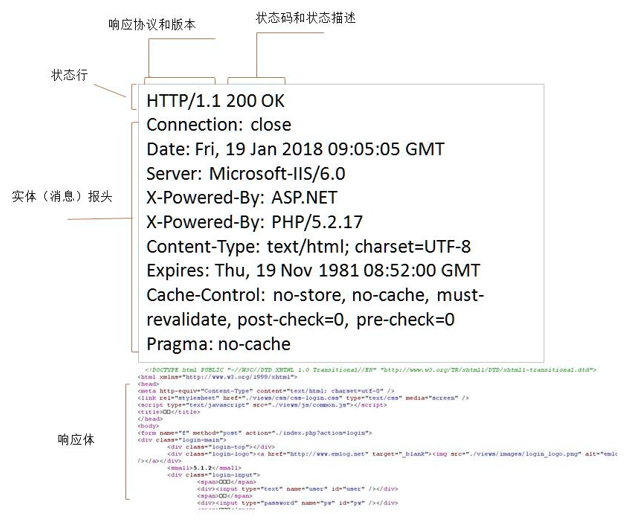 响应协议和版本
状态码和状态描述
状态行
HTTP/1.1 200 OK
Connection: close
Date: Fri, 19 Jan 2018 09:05:05 GMT
Server: Microsoft-IIS/6.0
X-Powered-By: ASP.NET
实体（消息）报头
X-Powered-By: PHP/5.2.17
Content-Type: text/html; charset=UTF-8
Expires: Thu, 19 Nov 1981 08:52:00 GMT
Cache-Control: no-store, no-cache, must-
revalidate, post-check=0, pre-check=0
Pragma: no-cache
<!DOCTYPE html PUBLIC "-//W3C//DTD XHTML 1.0 Transitional//EN" "http://www.w3.org/TR/xhtml1/DTD/xhtml1-transitional.dtd">
<html xmlns="http://www.w3.org/1999/xhtml">
<head>
<meta http-equiv="Content-Type" content="text/html; charset=utf-8" />
<link rel="stylesheet" href="./views/css/css-login.css" type="text/css" media="screen" />
<script type="text/javascript" src="./views/js/common.js"></script>
<title>□□</title>
</head>
<body>
响应体
<form name="f" method="post" action="./index.php?action=login">
<div class="login-main">
<div class="login-top"></div>
<div class="login-logo"><a href="http://www.emlog.net" target="_blank"><img src="./views/images/login_logo.png" alt="emlo
/></a></div>
<small>5.1.2</small>
<div class="login-input">
<span>□□□</span>
<div><input type="text" name="user" id="user" /></div>
<span>□□</span>
<div><input type="password" name="pw" id="pw" /></div>